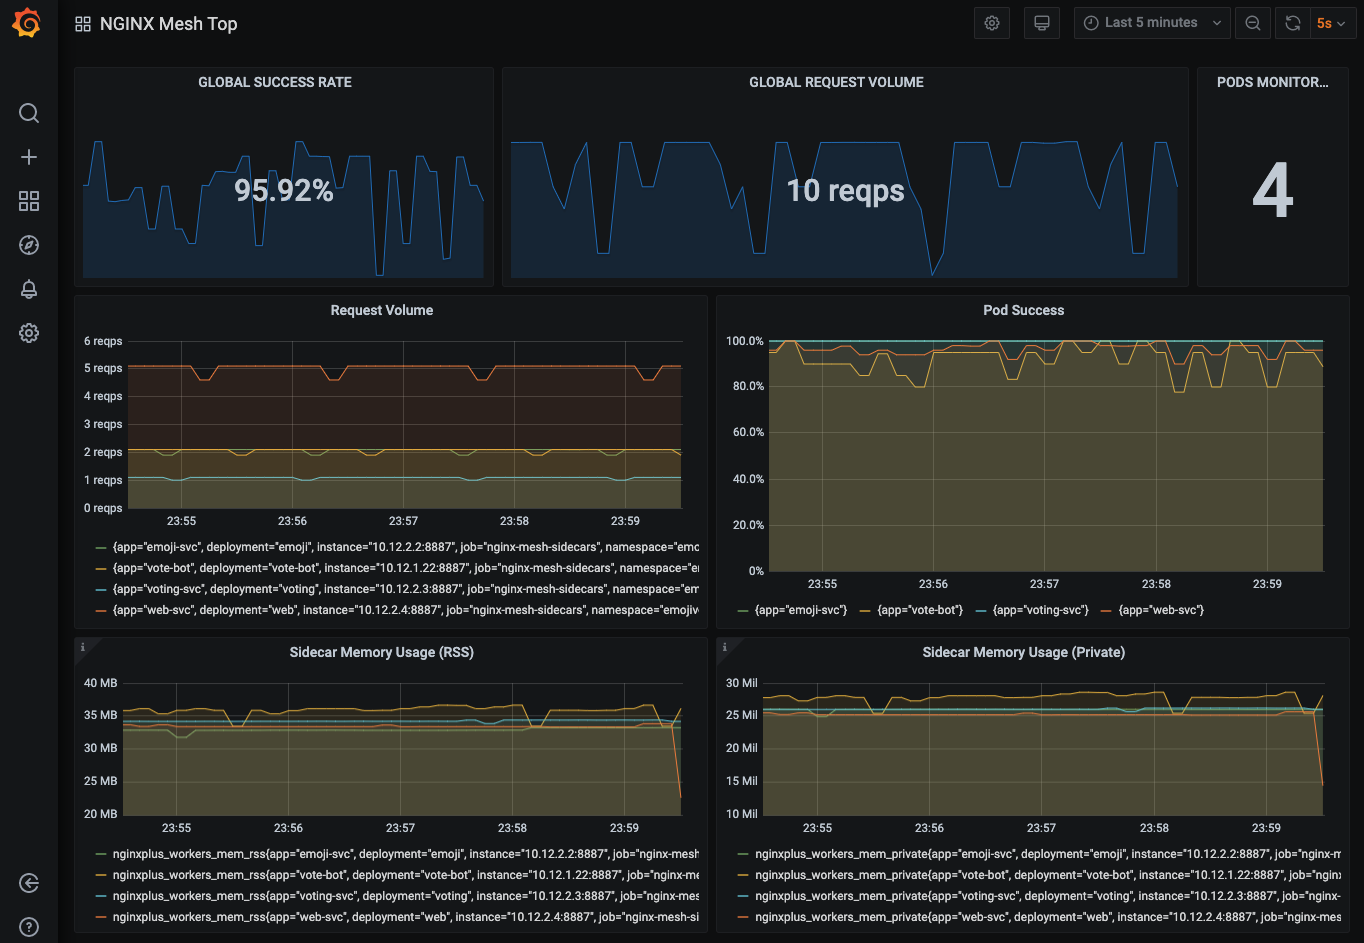 NGINX Mesh Top
Last 5 minutes
5s
GLOBAL SUCCESS RATE
95.92%
GLOBAL REQUEST VOLUME
10 reqps
PODS MONITOR...
4
Request Volume
6 reqps
5 reqps
4 reqps
3 reqps
2 reqps
1 reqps
0 reqps
23:55 23:56 23:57 23:58 23:59
{app="emoji-svc", deployment="emoji", instance="10.12.2.2:8887", job="nginx-mesh-sidecars", namespace="emo
{app="vote-bot", deployment="vote-bot", instance="10.12.1.22:8887", job="nginx-mesh-sidecars", namespace="e
{app="voting-svc", deployment="voting", instance="10.12.2.3:8887", job="nginx-mesh-sidecars", namespace="em
{app="web-svc", deployment="web", instance="10.12.2.4:8887", job="nginx-mesh-sidecars", namespace="emojiv
Pod Success
100.0%
80.0%
60.0%
40.0%
20.0%
0%
23:55 23:56 23:57 23:58 23:59
{app="emoji-svc"} {app="vote-bot"} {app="voting-svc"} {app="web-svc"}
i
Sidecar Memory Usage (RSS)
40 MB
35 MB
30 MB
25 MB
20 MB
23:55 23:56 23:57 23:58 23:59
nginxplus_workers_mem_rss{app="emoji-svc", deployment="emoji", instance="10.12.2.2:8887", job="nginx-mesh
nginxplus_workers_mem_rss{app="vote-bot", deployment="vote-bot", instance="10.12.1.22:8887", job="nginx-me
nginxplus_workers_mem_rss{app="voting-svc", deployment="voting", instance="10.12.2.3:8887", job="nginx-mes
nginxplus_workers_mem_rss{app="web-svc", deployment="web", instance="10.12.2.4:8887", job="nginx-mesh-si
i
Sidecar Memory Usage (Private)
30 Mil
25 Mil
20 Mil
15 Mil
10 Mil
23:55 23:56 23:57 23:58 23:59
nginxplus_workers_mem_private{app="emoji-svc", deployment="emoji", instance="10.12.2.2:8887", job="nginx-m
nginxplus_workers_mem_private{app="vote-bot", deployment="vote-bot", instance="10.12.1.22:8887", job="nginx
nginxplus_workers_mem_private{app="voting-svc", deployment="voting", instance="10.12.2.3:8887", job="nginx-
nginxplus_workers_mem_private{app="web-svc", deployment="web", instance="10.12.2.4:8887", job="nginx-mes